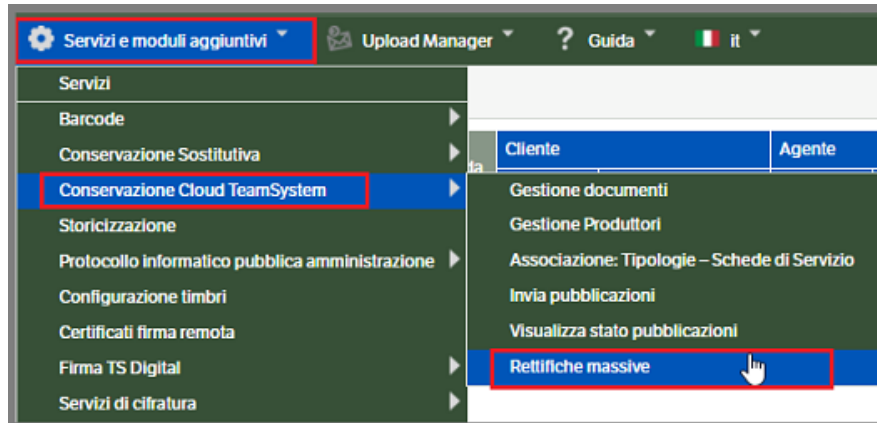 Servizi e moduli aggiuntivi
Upload Manager
? Guida
it
Servizi
Barcode
Conservazione Sostitutiva
Conservazione Cloud TeamSystem
Storicizzazione
Protocollo informatico pubblica amministrazione
Configurazione timbri
Certificati firma remota
Firma TS Digital
Servizi di cifratura
Cliente
Agente
Gestione documenti
Gestione Produttori
Associazione: Tipologie – Schede di Servizio
Invia pubblicazioni
Visualizza stato pubblicazioni
Rettifiche massive